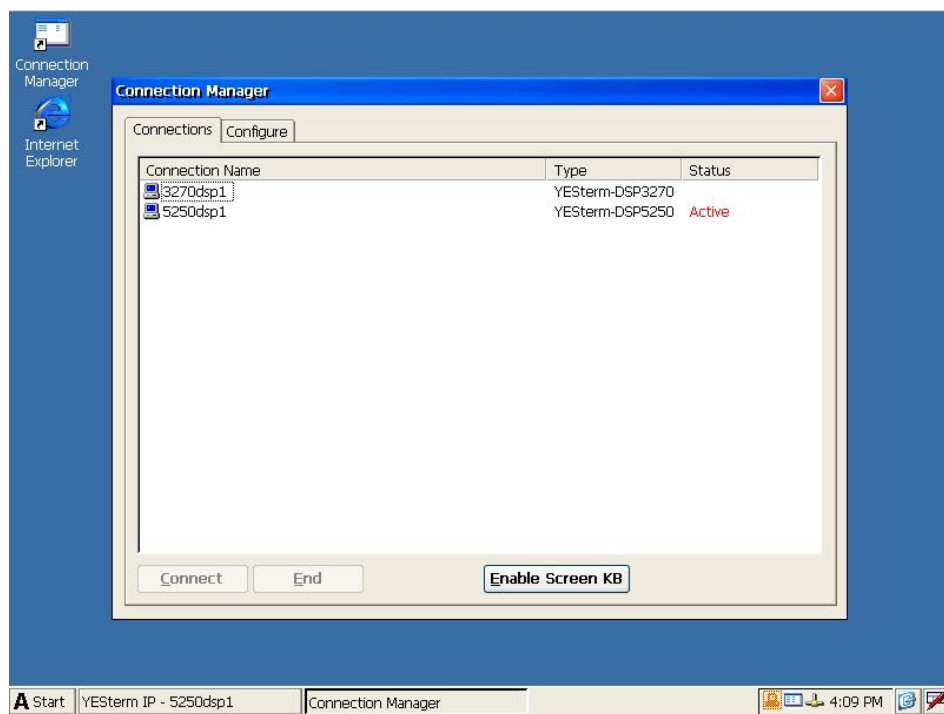 Connection
Manager
Internet
Explorer
Connection Manager
Connections Configure
Connection Name Type Status
3270dsp1 YESterm-DSP3270
5250dsp1 YESterm-DSP5250 Active
Connect End Enable Screen KB
A Start YESterm IP - 5250dsp1 Connection Manager 4:09 PM